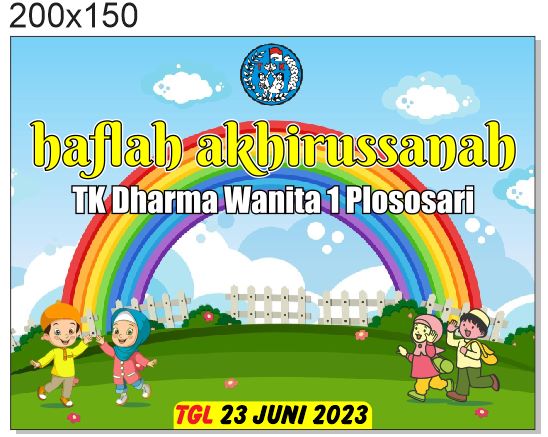 200x150
T K
haflah akhirussanah
TK Dharma Wanita 1 Plososari
TGL 23 JUNI 2023